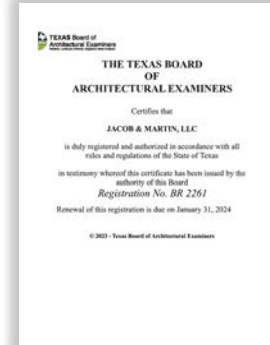 TEXAS Board of
Architectural Examiners
THE TEXAS BOARD
OF
ARCHITECTURAL EXAMINERS
Certifies that
JACOB & MARTIN, LLC
is duly registered and authorized in accordance with all
rules and regulations of the State of Texas
in testimony whereof this certificate has been issued by the
authority of this Board
Registration No. BR 2261
Renewal of this registration is due on January 31, 2024
© 2023 - Texas Board of Architectural Examiners